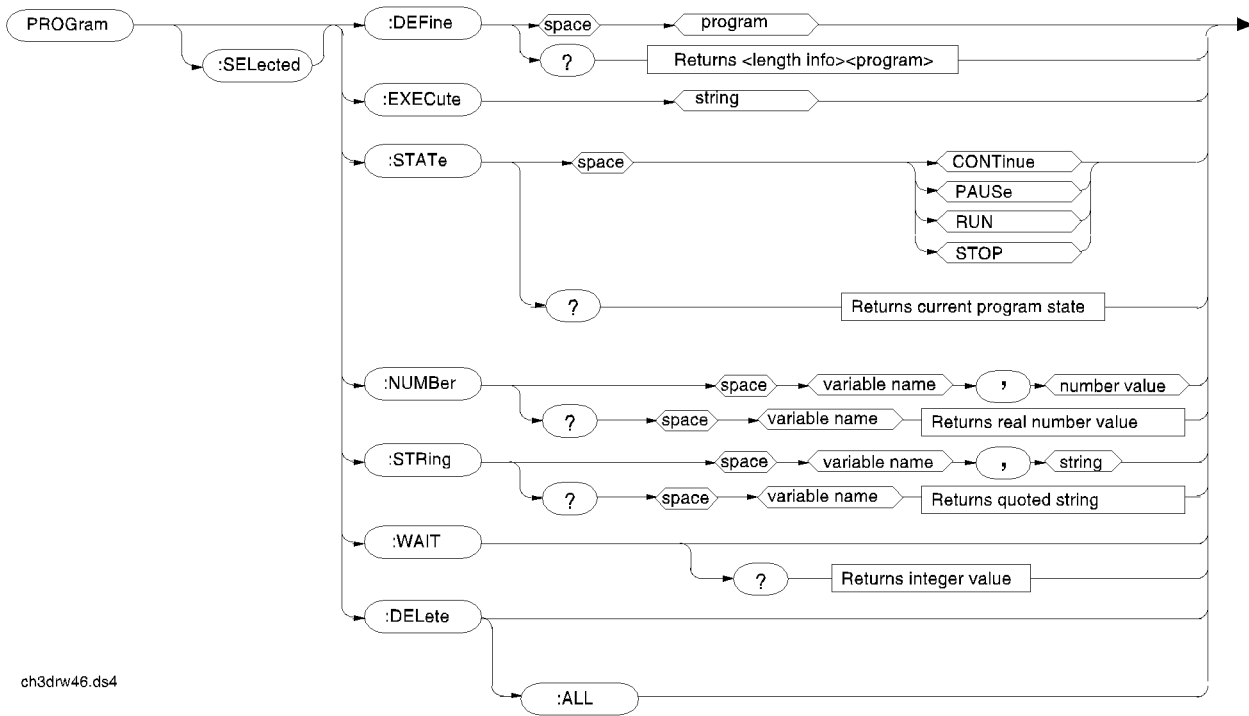 PROGram
:SELected
:DEFine space program
? Returns <length info><program>
:EXECute string
:STATe space CONTinue
PAUSe
RUN
STOP
? Returns current program state
:NUMBer space variable name , number value
? space variable name Returns real number value
:STRing space variable name , string
? space variable name Returns quoted string
:WAIT
? Returns integer value
:DELete
:ALL
ch3drw46.ds4